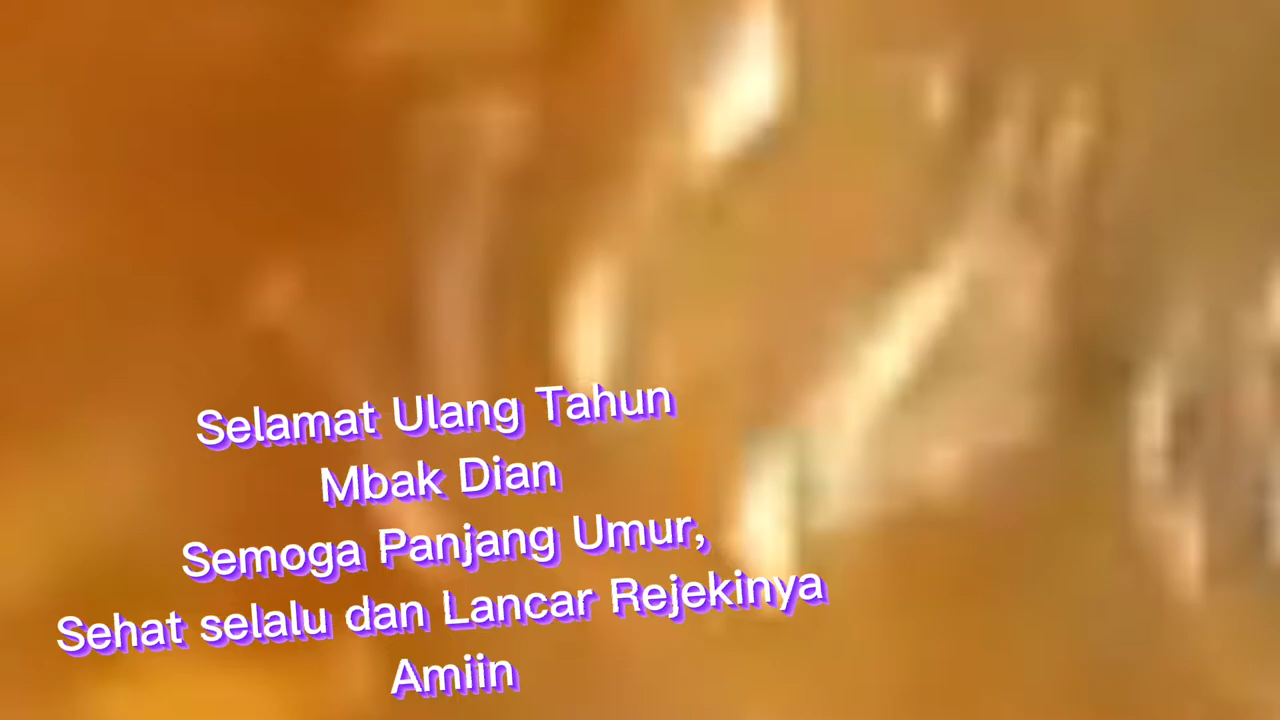 Selamat Ulang Tahun
Mbak Dian
Semoga Panjang Umur,
Sehat selalu dan Lancar Rejekinya
Amiin